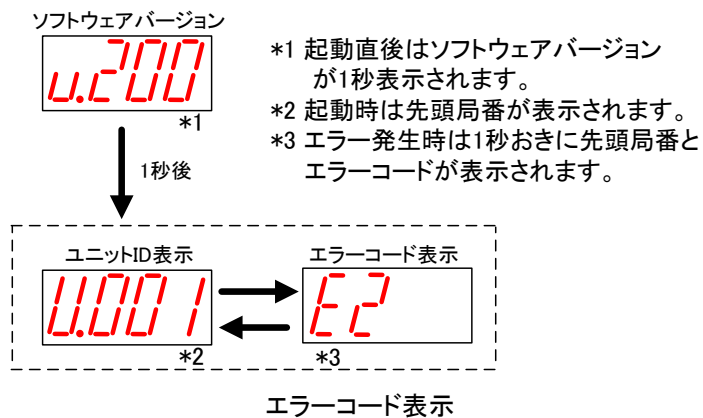 ソフトウェアバージョン
u.200
*1
*1 起動直後はソフトウェアバージョン
が1秒表示されます。
*2 起動時は先頭局番が表示されます。
*3 エラー発生時は1秒おきに先頭局番と
エラーコードが表示されます。
1秒後
ユニットID表示
エラーコード表示
U.001
E2
*2
*3
エラーコード表示